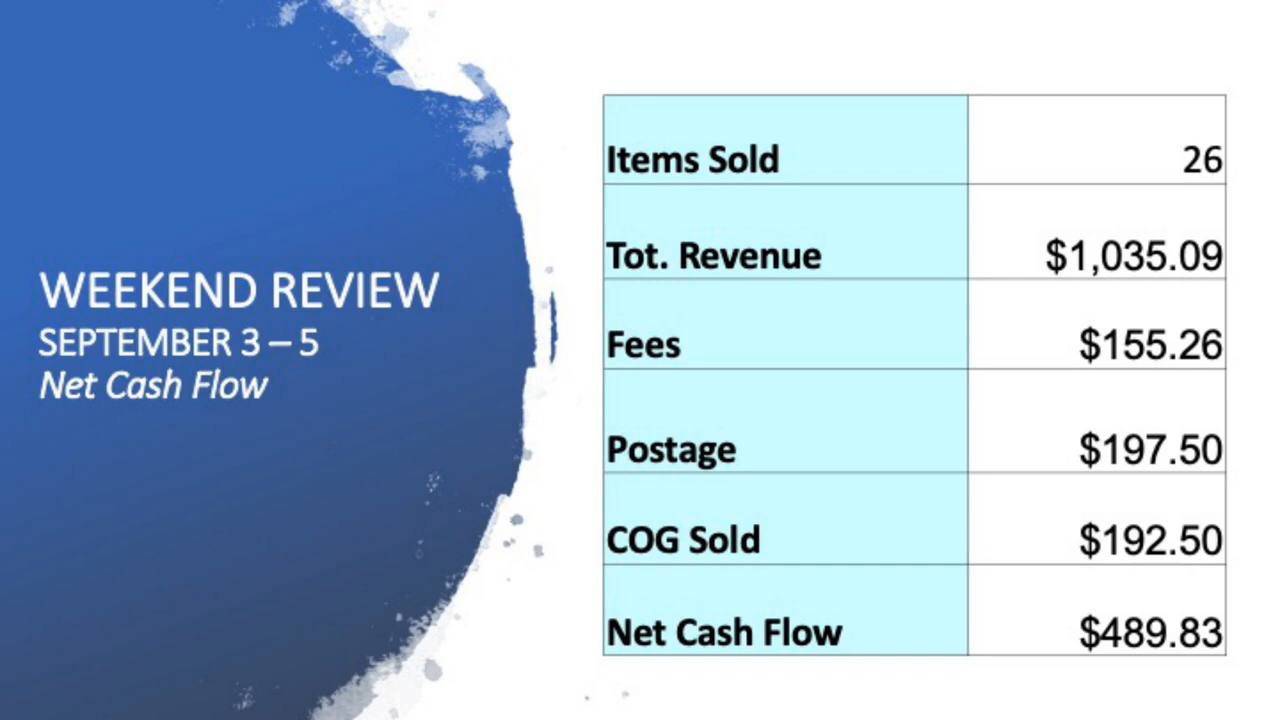 WEEKEND REVIEW
SEPTEMBER 3 – 5
Net Cash Flow
Items Sold 26
Tot. Revenue $1,035.09
Fees $155.26
Postage $197.50
COG Sold $192.50
Net Cash Flow $489.83